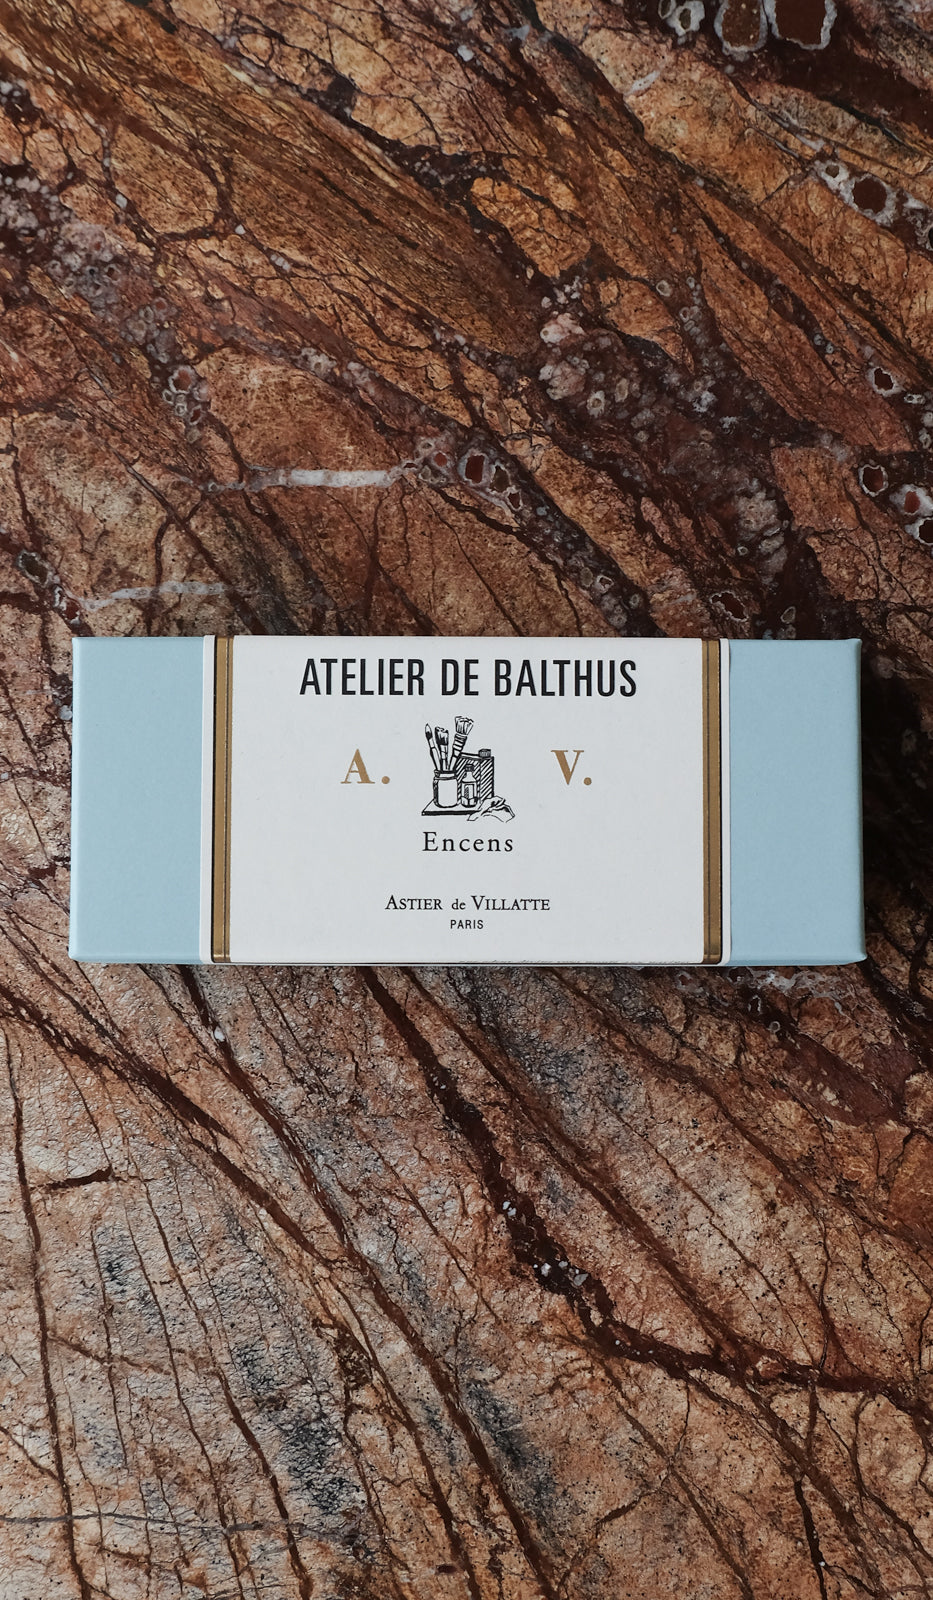 ATELIER DE BALTHUS
A. V.
Encens
ASTIER de VILLATTE
PARIS